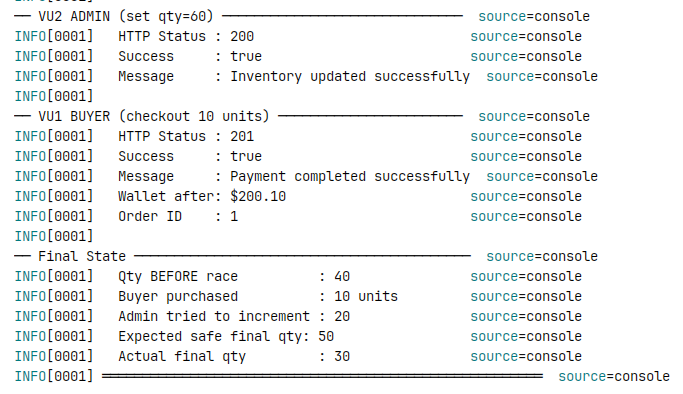 ── VU2 ADMIN (set qty=60) ────────────────────────────── source=console
INFO[0001]   HTTP Status : 200                           source=console
INFO[0001]   Success     : true                          source=console
INFO[0001]   Message     : Inventory updated successfully  source=console
INFO[0001]
── VU1 BUYER (checkout 10 units) ─────────────────────── source=console
INFO[0001]   HTTP Status : 201                           source=console
INFO[0001]   Success     : true                          source=console
INFO[0001]   Message     : Payment completed successfully  source=console
INFO[0001]   Wallet after: $200.10                       source=console
INFO[0001]   Order ID    : 1                             source=console
INFO[0001]
── Final State ────────────────────────────────────────── source=console
INFO[0001]   Qty BEFORE race          : 40               source=console
INFO[0001]   Buyer purchased          : 10 units         source=console
INFO[0001]   Admin tried to increment : 20               source=console
INFO[0001]   Expected safe final qty: 50                 source=console
INFO[0001]   Actual final qty         : 30               source=console
INFO[0001] ═══════════════════════════════════════════════════════  source=console